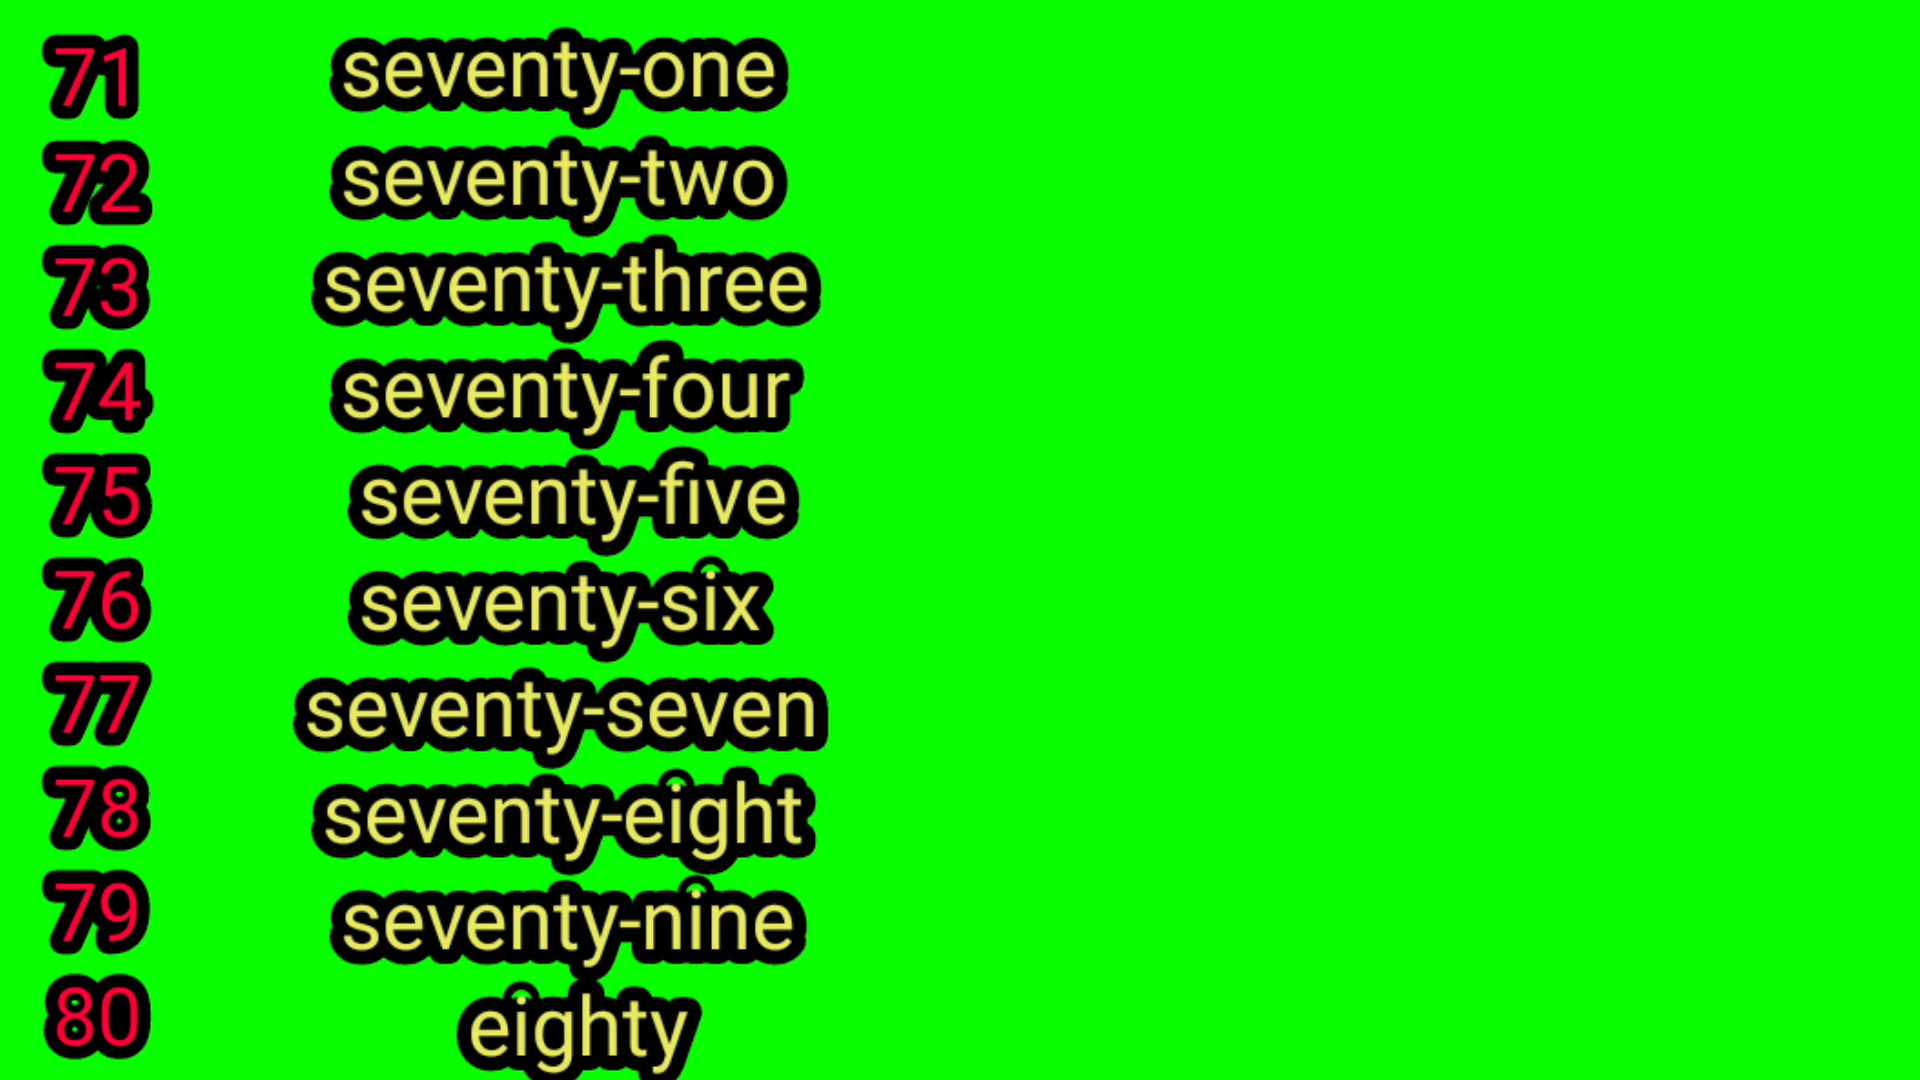 71 seventy-one
72 seventy-two
73 seventy-three
74 seventy-four
75 seventy-five
76 seventy-six
77 seventy-seven
78 seventy-eight
79 seventy-nine
80 eighty